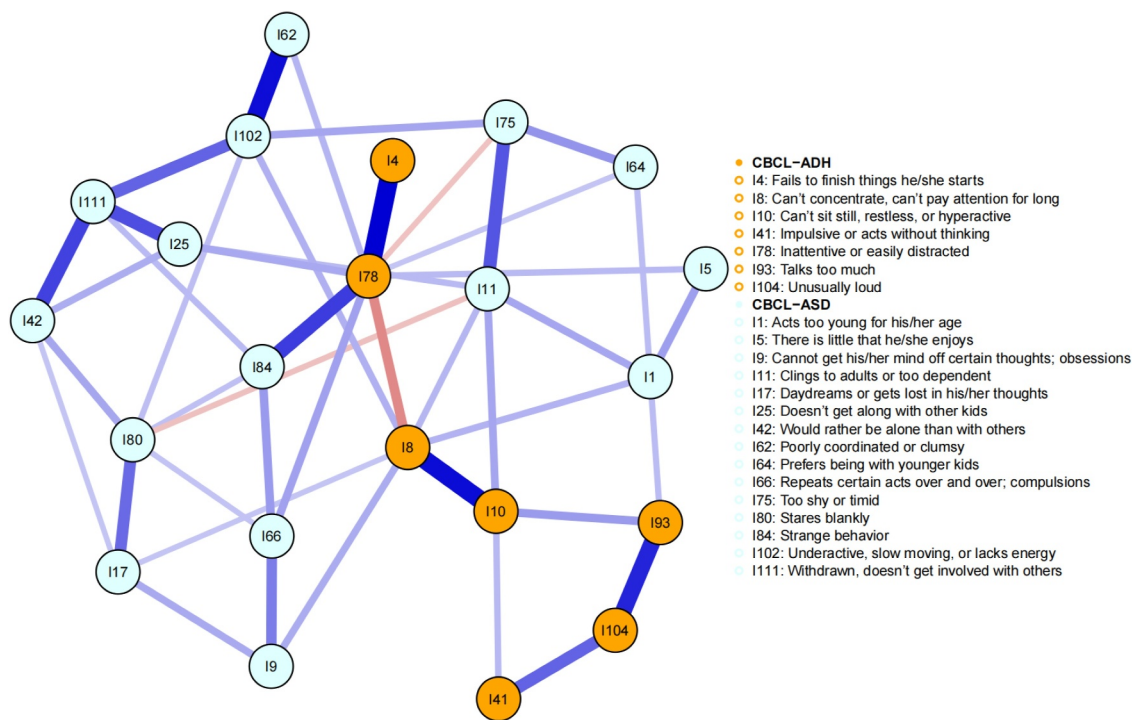 I62
I102
I75
I4
I64
I111
I25
I78
I5
I11
I42
I84
I1
I80
I8
I10
I93
I66
I17
I104
I9
I41
CBCL−ADH
I4: Fails to finish things he/she starts
I8: Can't concentrate, can't pay attention for long
I10: Can't sit still, restless, or hyperactive
I41: Impulsive or acts without thinking
I78: Inattentive or easily distracted
I93: Talks too much
I104: Unusually loud
CBCL−ASD
I1: Acts too young for his/her age
I5: There is little that he/she enjoys
I9: Cannot get his/her mind off certain thoughts; obsessions
I11: Clings to adults or too dependent
I17: Daydreams or gets lost in his/her thoughts
I25: Doesn't get along with other kids
I42: Would rather be alone than with others
I62: Poorly coordinated or clumsy
I64: Prefers being with younger kids
I66: Repeats certain acts over and over; compulsions
I75: Too shy or timid
I80: Stares blankly
I84: Strange behavior
I102: Underactive, slow moving, or lacks energy
I111: Withdrawn, doesn't get involved with others